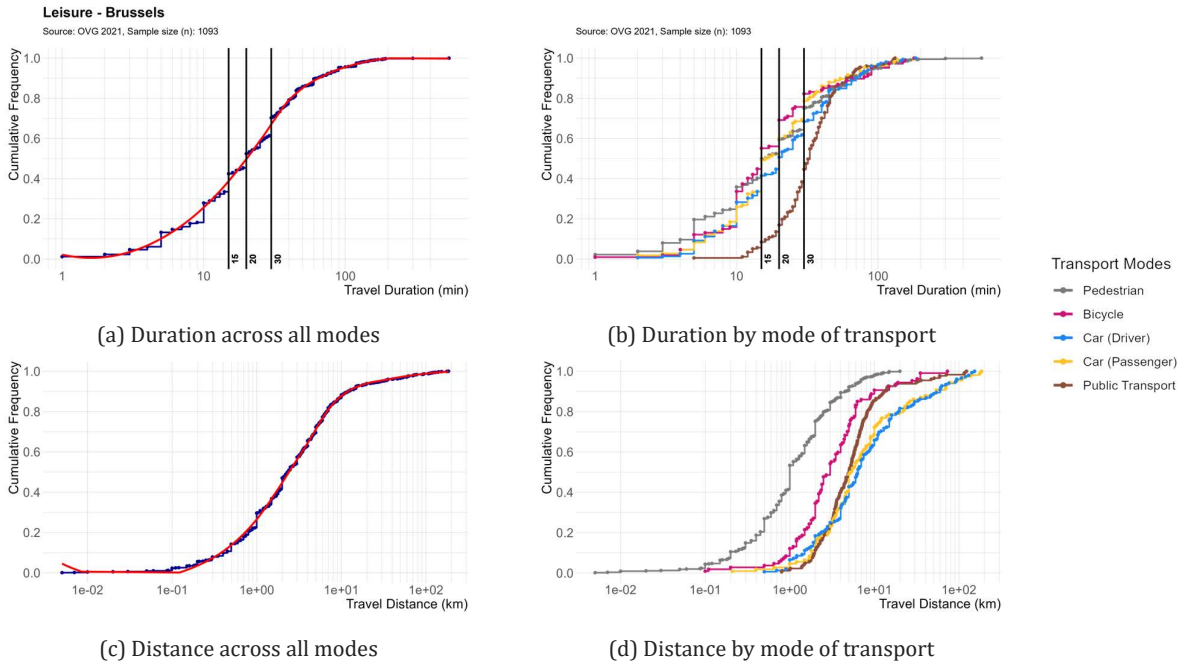 Leisure - Brussels
Source: OVG 2021, Sample size (n): 1093
Cumulative Frequency
1.0
0.8
0.6
0.4
0.2
0.0
15
20
30
1
10
100
Travel Duration (min)
(a) Duration across all modes
Source: OVG 2021, Sample size (n): 1093
Cumulative Frequency
1.0
0.8
0.6
0.4
0.2
0.0
15
20
30
1
10
100
Travel Duration (min)
(b) Duration by mode of transport
Cumulative Frequency
1.0
0.8
0.6
0.4
0.2
0.0
1e-02
1e-01
1e+00
1e+01
1e+02
Travel Distance (km)
(c) Distance across all modes
Cumulative Frequency
1.0
0.8
0.6
0.4
0.2
0.0
1e-02
1e-01
1e+00
1e+01
1e+02
Travel Distance (km)
(d) Distance by mode of transport
Transport Modes
Pedestrian
Bicycle
Car (Driver)
Car (Passenger)
Public Transport